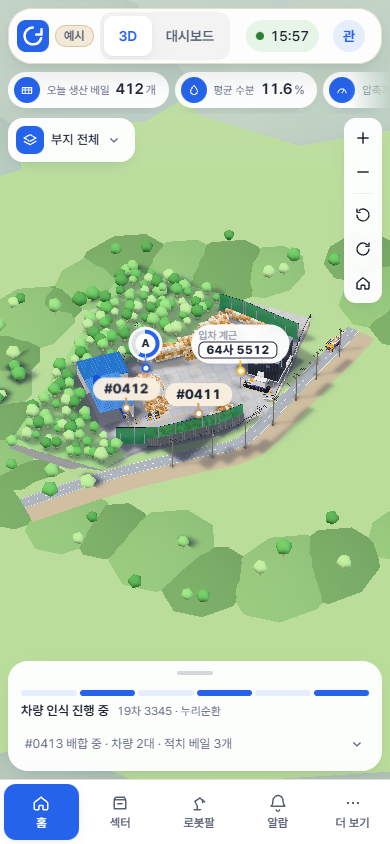 예시
3D
대시보드
15:57
관
오늘 생산 베일 412개
평균 수분 11.6%
부지 전체
A
입차 계근
64사 5512
#0412
#0411
차량 인식 진행 중 19차 3345 · 누리순환
#0413 배합 중 · 차량 2대 · 적치 베일 3개
홈
섹터
로봇팔
알람
더 보기